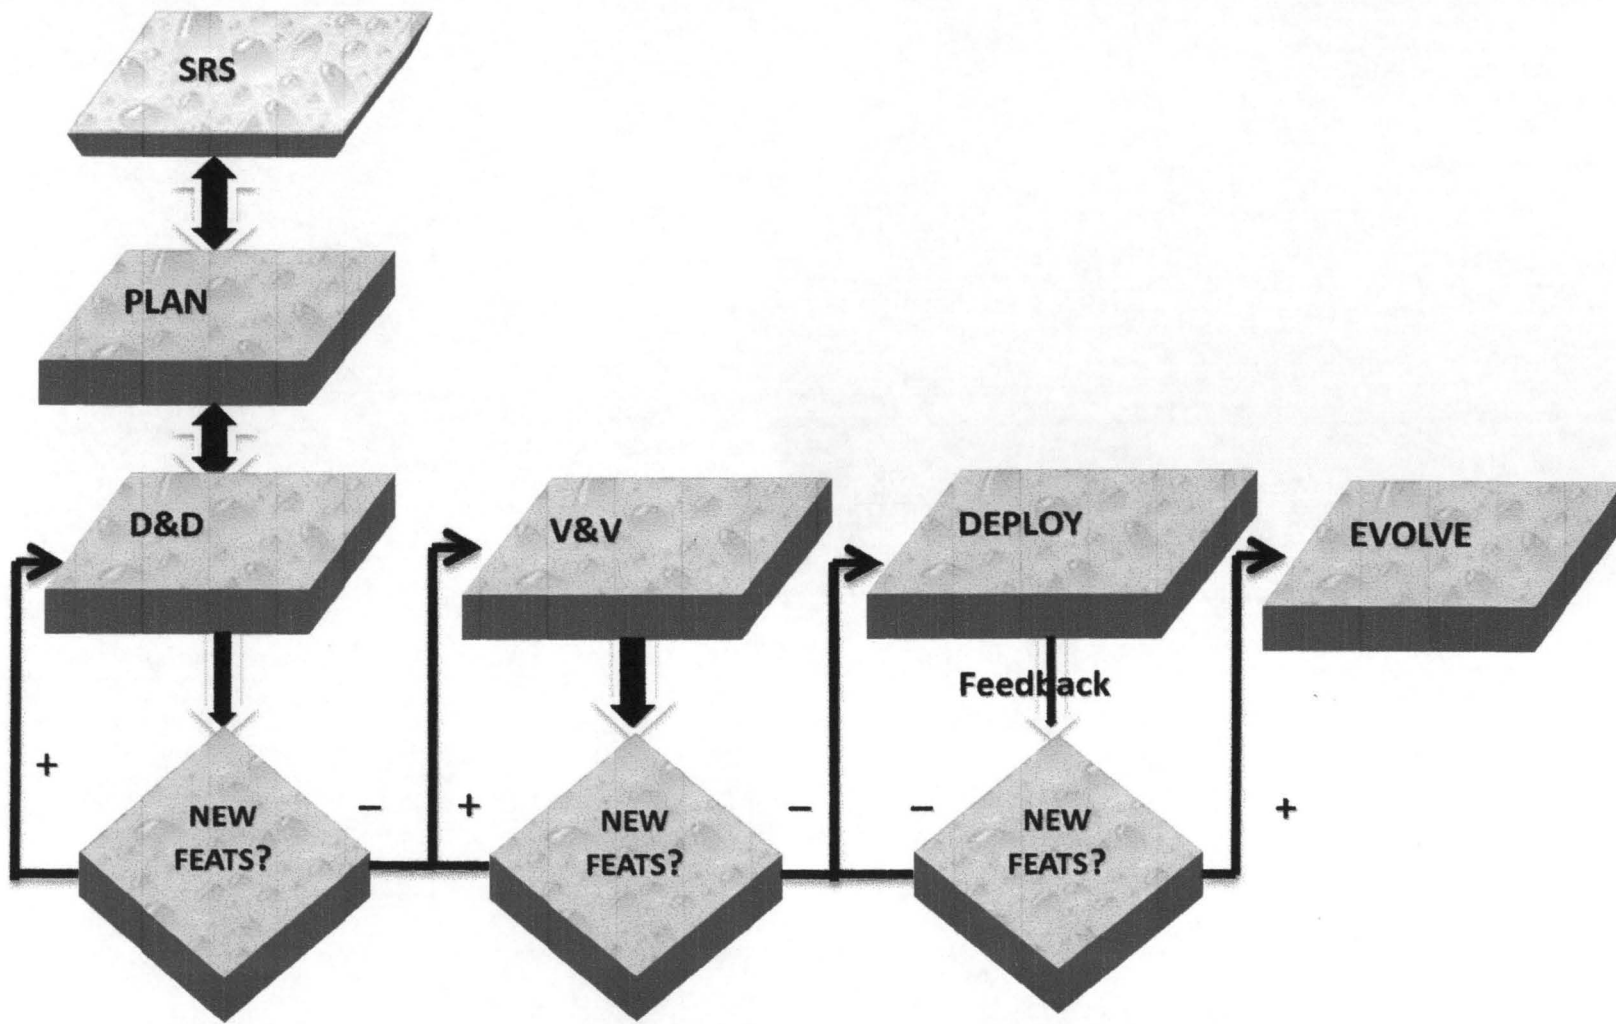 SRS
PLAN
D&D
V&V
DEPLOY
EVOLVE
Feedback
+
–
+
–
–
+
NEW
FEATS?
NEW
FEATS?
NEW
FEATS?